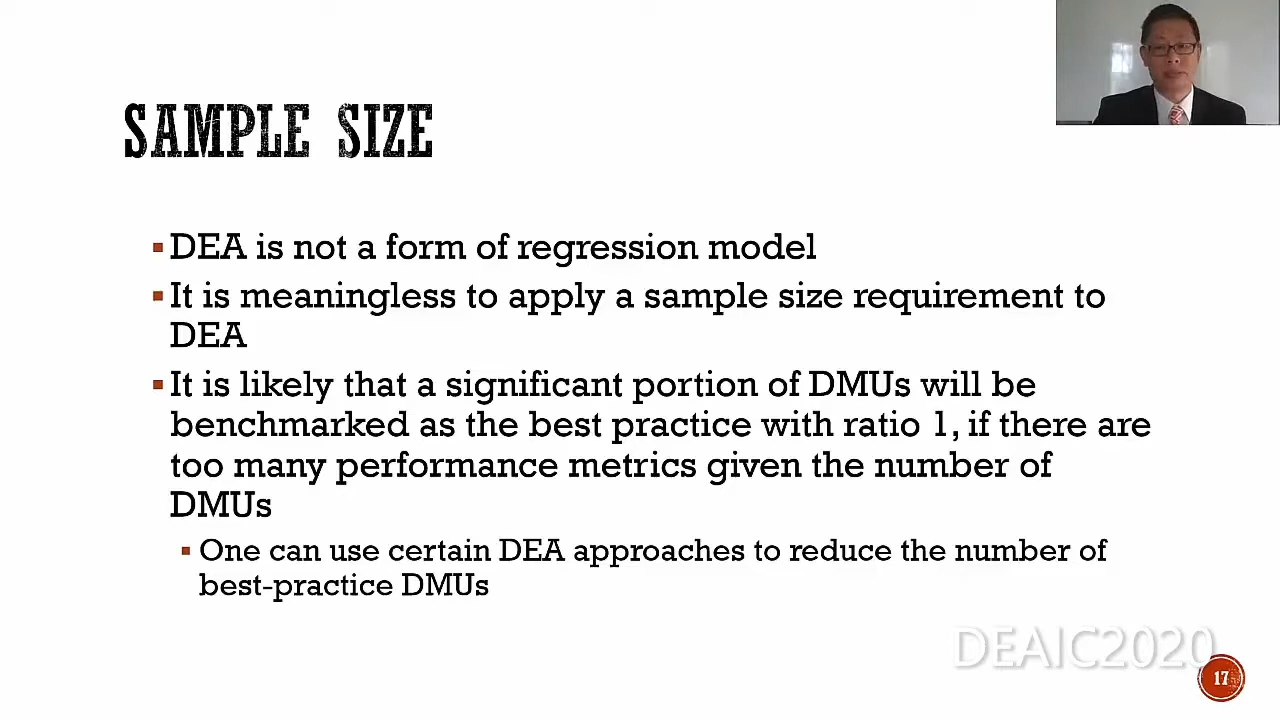 SAMPLE SIZE
▪DEA is not a form of regression model
▪It is meaningless to apply a sample size requirement to
DEA
▪It is likely that a significant portion of DMUs will be
benchmarked as the best practice with ratio 1, if there are
too many performance metrics given the number of
DMUs
▪One can use certain DEA approaches to reduce the number of
best-practice DMUs
DEAIC2020
17